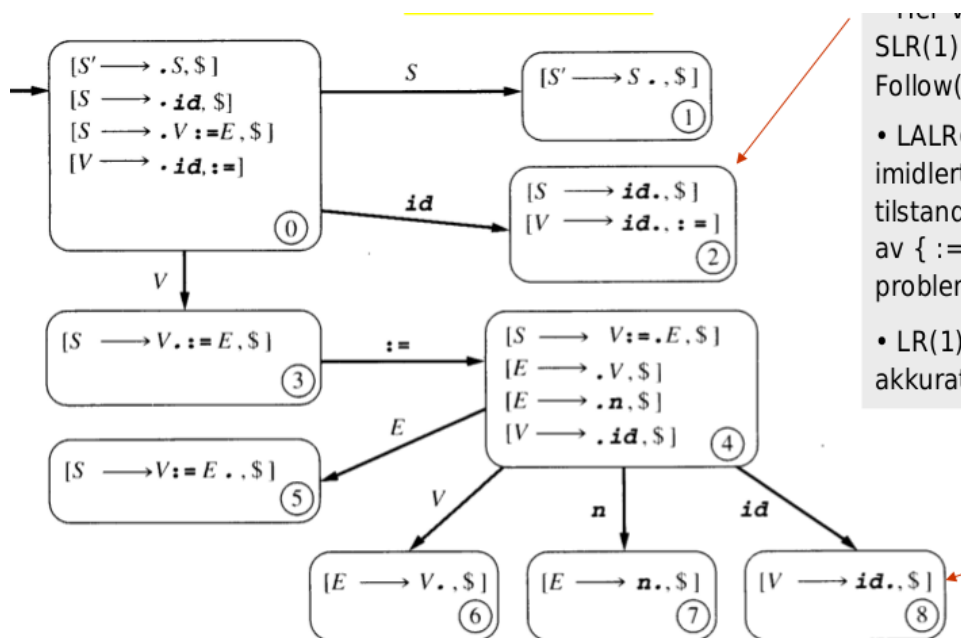 [S' ⟶ .S,$]
[S ⟶ .id,$]
[S ⟶ .V:=E,$]
[V ⟶ .id,:=]
0
S
[S' ⟶ S.,$]
1
id
[S ⟶ id.,$]
[V ⟶ id.,:=]
2
V
[S ⟶ V.:=E,$]
3
:=
[S ⟶ V:=.E,$]
[E ⟶ .V,$]
[E ⟶ .n,$]
[V ⟶ .id,$]
4
E
[S ⟶ V:=E.,$]
5
V
n
id
[E ⟶ V.,$]
6
[E ⟶ n.,$]
7
[V ⟶ id.,$]
8
SLR(1)
Follow(
• LALR(
imidlert
tilstand
av { :=
problem
• LR(1)
akkurat